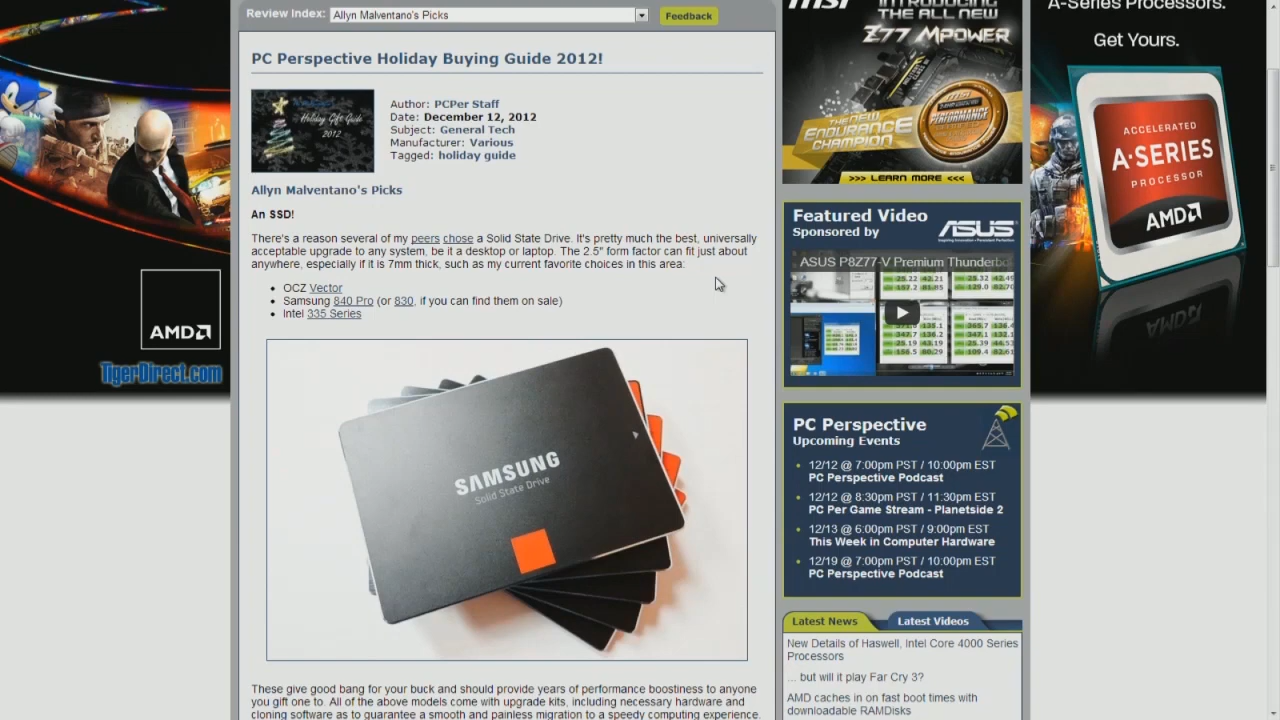 Review Index:
Allyn Malventano's Picks
Feedback
PC Perspective Holiday Buying Guide 2012!
Holiday Gift Guide
2012
Author: PCPer Staff
Date: December 12, 2012
Subject: General Tech
Manufacturer: Various
Tagged: holiday guide
Allyn Malventano's Picks
An SSD!
There's a reason several of my peers chose a Solid State Drive. It's pretty much the best, universally
acceptable upgrade to any system, be it a desktop or laptop. The 2.5" form factor can fit just about
anywhere, especially if it is 7mm thick, such as my current favorite choices in this area:
• OCZ Vector
• Samsung 840 Pro (or 830, if you can find them on sale)
• Intel 335 Series
SAMSUNG
Solid State Drive
These give good bang for your buck and should provide years of performance boostiness to anyone
you gift one to. All of the above models come with upgrade kits, including necessary hardware and
cloning software as to guarantee a smooth and painless migration to a speedy computing experience.
AMD
TigerDirect.com
msi
INTRODUCING
THE ALL NEW
Z77 MPOWER
PERFORMANCE
THE NEW
ENDURANCE
CHAMPION
>>> LEARN MORE <<<
Featured Video
Sponsored by
ASUS
ASUS P8Z77-V Premium Thunderbo
PC Perspective
Upcoming Events
• 12/12 @ 7:00pm PST / 10:00pm EST
PC Perspective Podcast
• 12/12 @ 8:30pm PST / 11:30pm EST
PC Per Game Stream - Planetside 2
• 12/13 @ 6:00pm PST / 9:00pm EST
This Week in Computer Hardware
• 12/19 @ 7:00pm PST / 10:00pm EST
PC Perspective Podcast
Latest News
Latest Videos
New Details of Haswell, Intel Core 4000 Series
Processors
... but will it play Far Cry 3?
AMD caches in on fast boot times with
downloadable RAMDisks
A-Series Processors.
Get Yours.
ACCELERATED
A-SERIES
PROCESSOR
AMD